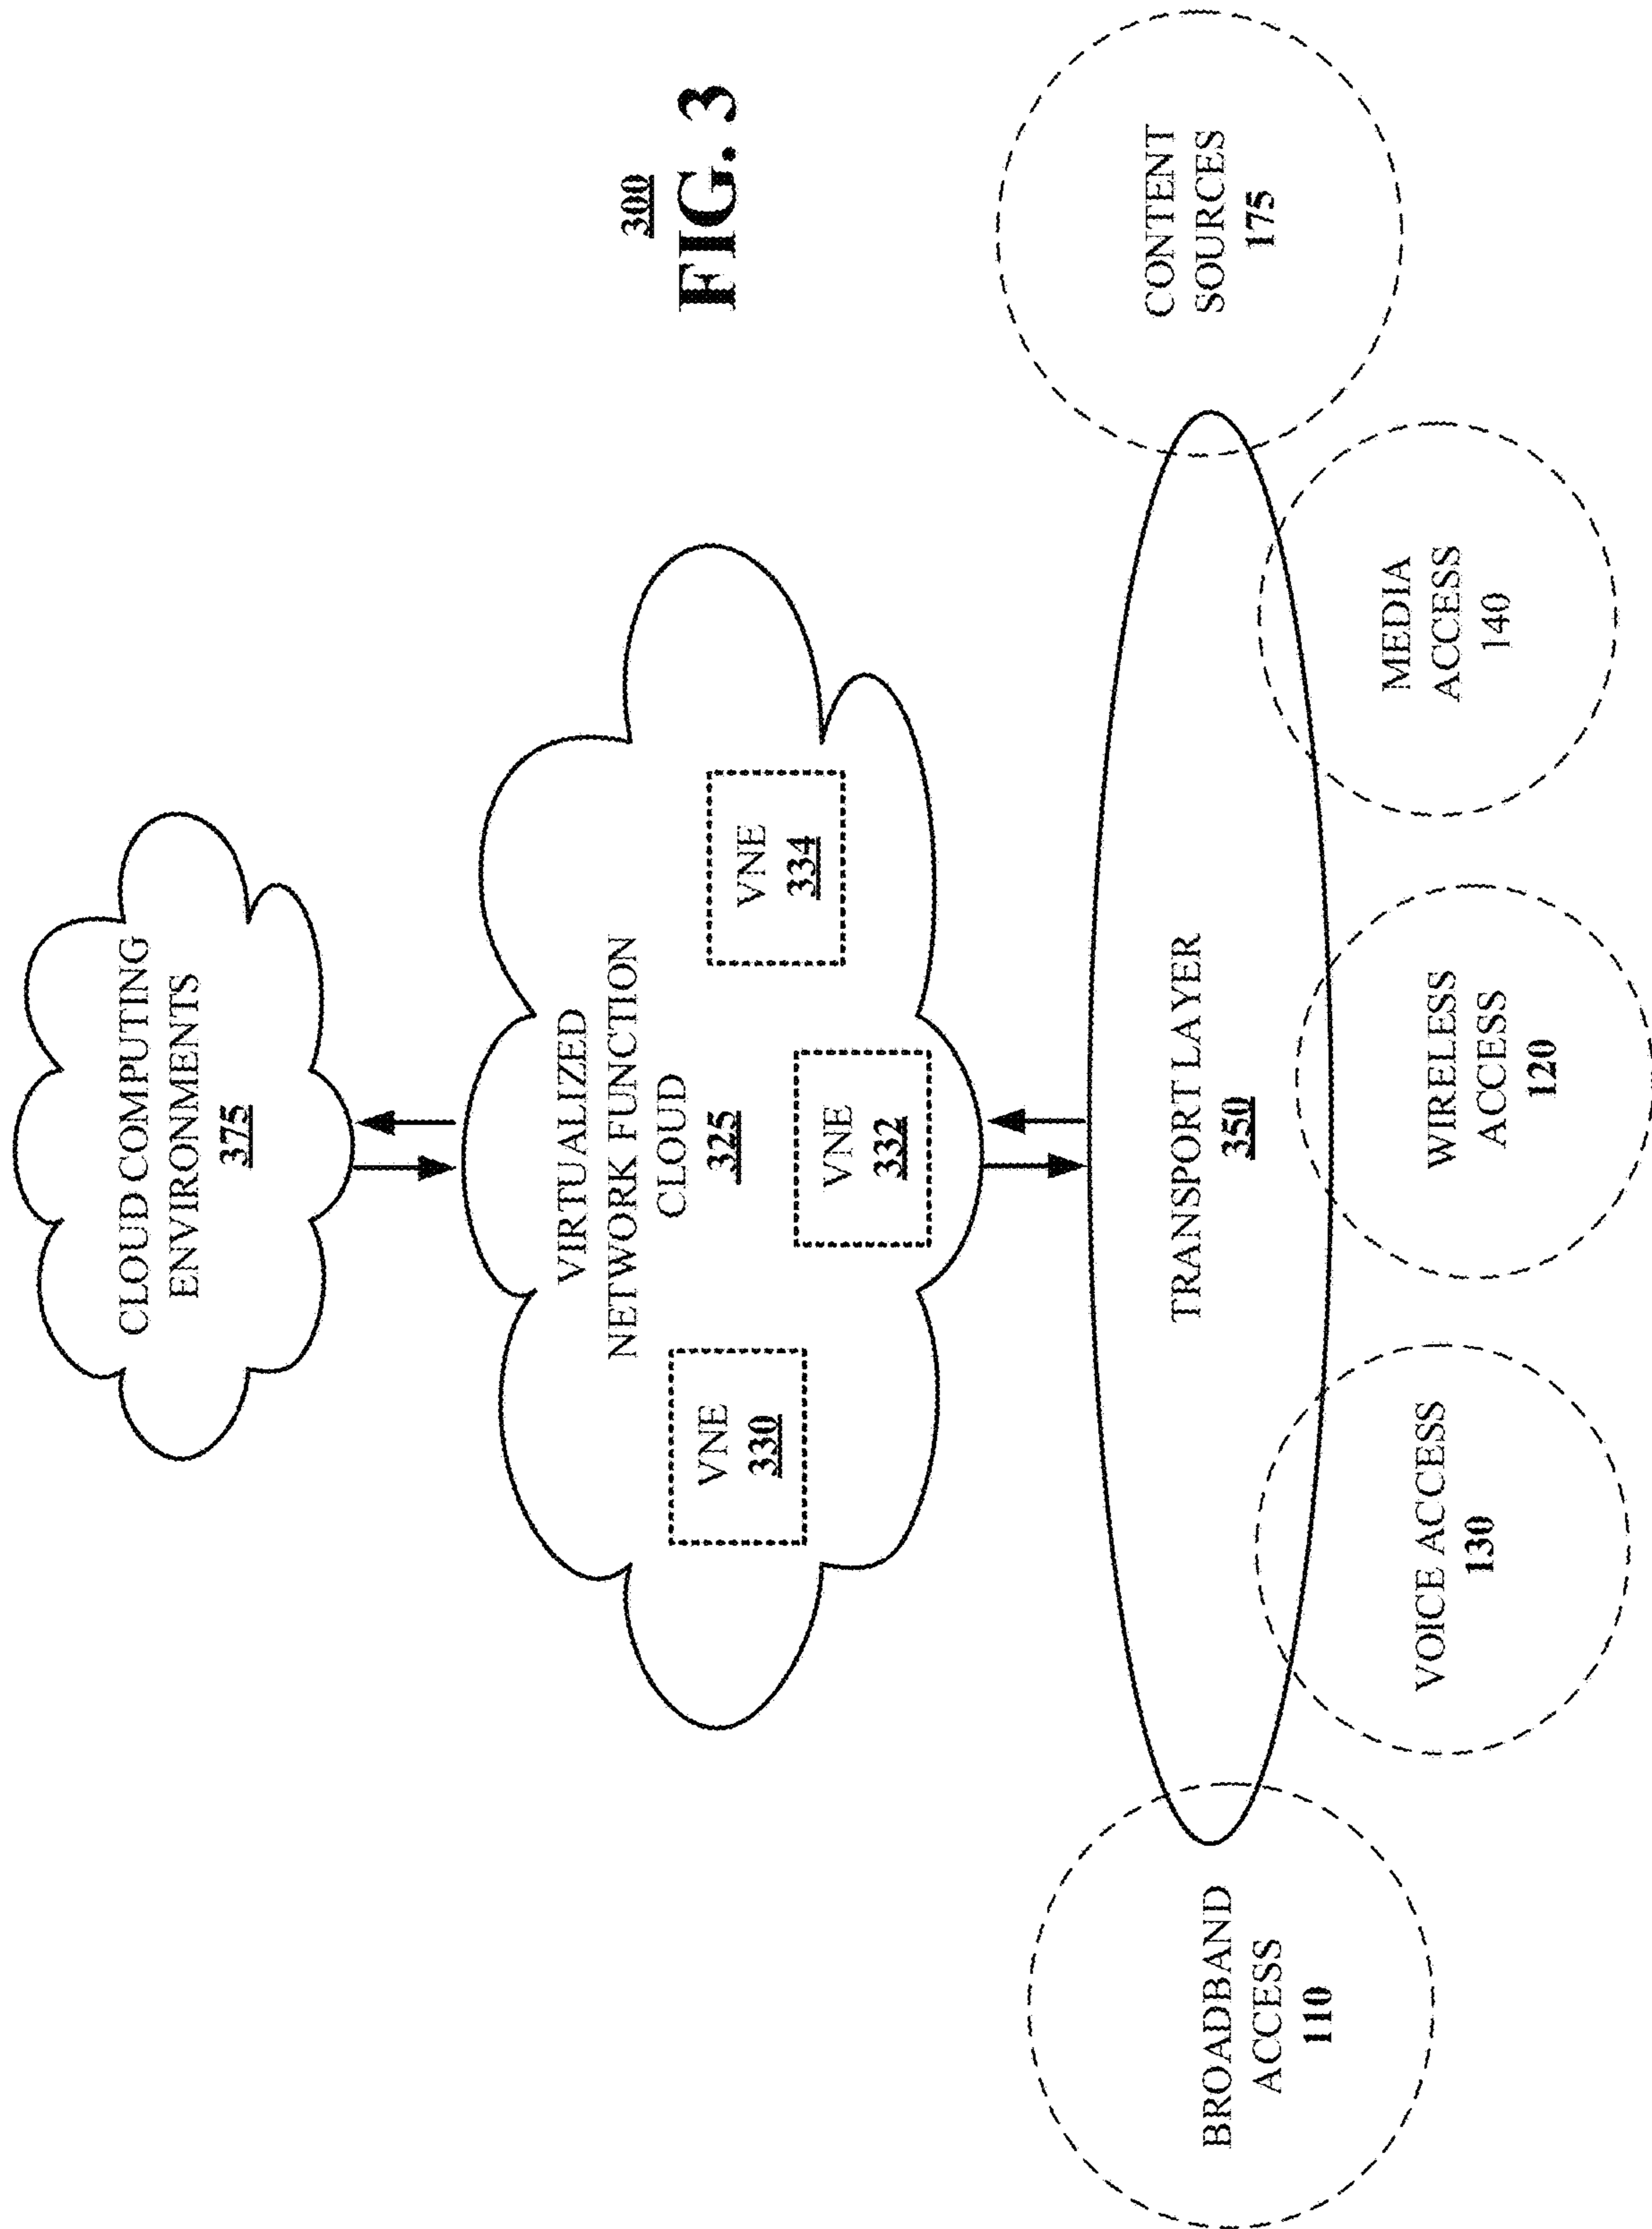 CLOUD COMPUTING
ENVIRONMENTS
375
VIRTUALIZED
NETWORK FUNCTION
CLOUD
325
VNE
330
VNE
332
VNE
334
300
FIG. 3
TRANSPORT LAYER
350
BROADBAND
ACCESS
110
VOICE ACCESS
130
WIRELESS
ACCESS
120
MEDIA
ACCESS
140
CONTENT
SOURCES
175